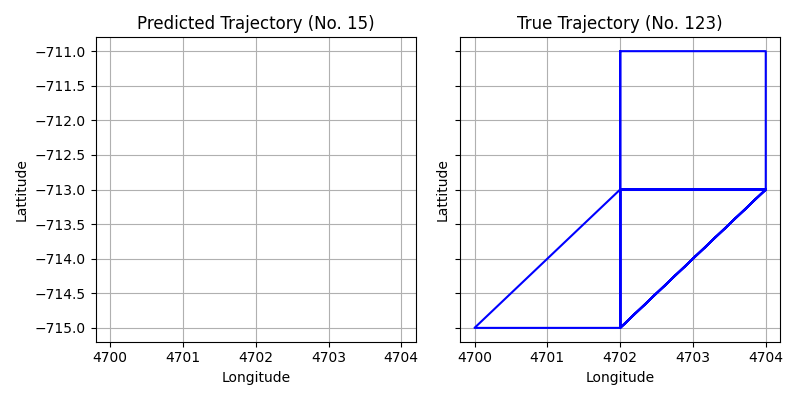 Predicted Trajectory (No. 15)
True Trajectory (No. 123)
−711.0
−711.5
−712.0
−712.5
−713.0
−713.5
−714.0
−714.5
−715.0
Lattitude
Lattitude
4700 4701 4702 4703 4704
4700 4701 4702 4703 4704
Longitude
Longitude